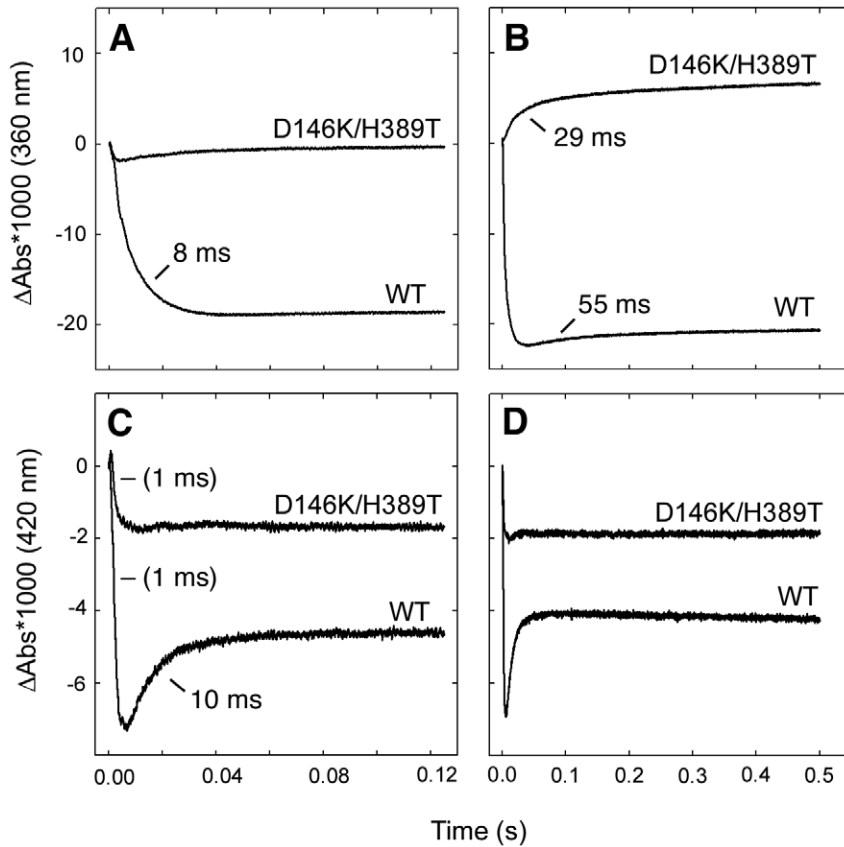 A
B
10
0
-10
-20
ΔAbs*1000 (360 nm)
D146K/H389T
8 ms
WT
D146K/H389T
29 ms
55 ms
WT
C
D
0
-2
-4
-6
ΔAbs*1000 (420 nm)
(1 ms)
D146K/H389T
(1 ms)
WT
10 ms
D146K/H389T
WT
0.00 0.04 0.08 0.12
0.0 0.1 0.2 0.3 0.4 0.5
Time (s)